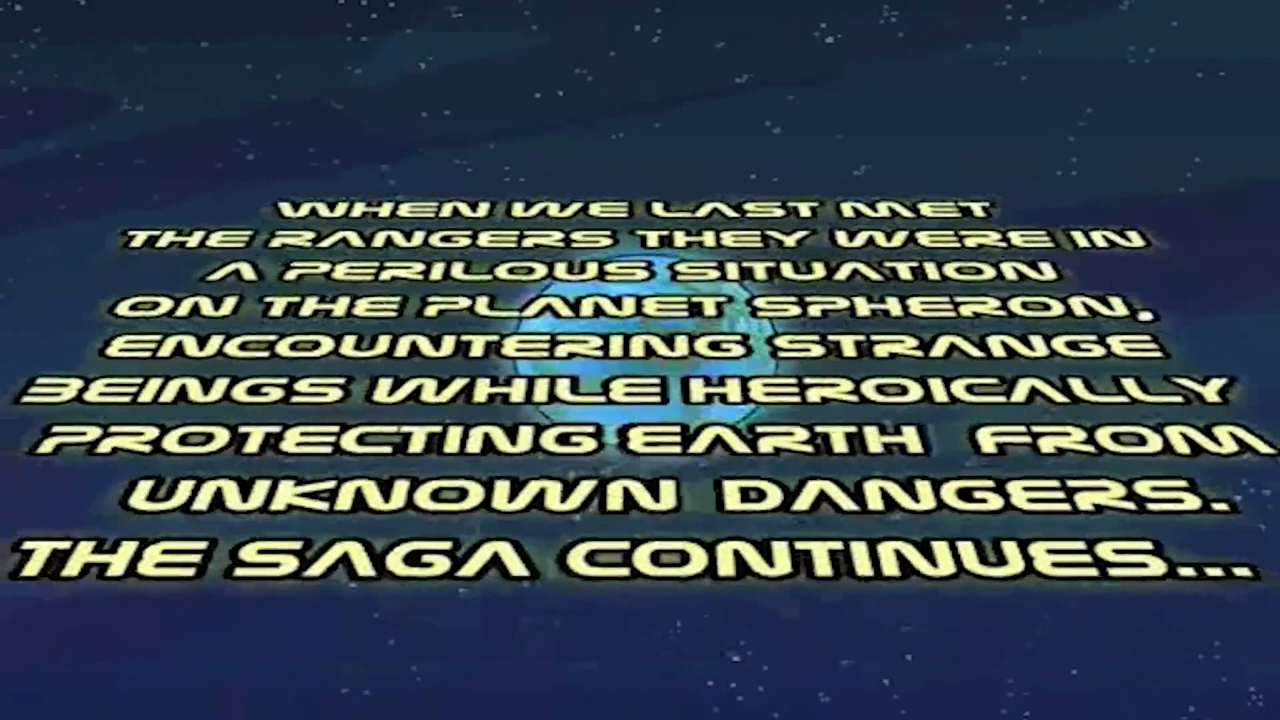 WHEN WE LAST MET
THE RANGERS THEY WERE IN
A PERILOUS SITUATION
ON THE PLANET SPHERON,
ENCOUNTERING STRANGE
BEINGS WHILE HEROICALLY
PROTECTING EARTH FROM
UNKNOWN DANGERS.
THE SAGA CONTINUES...